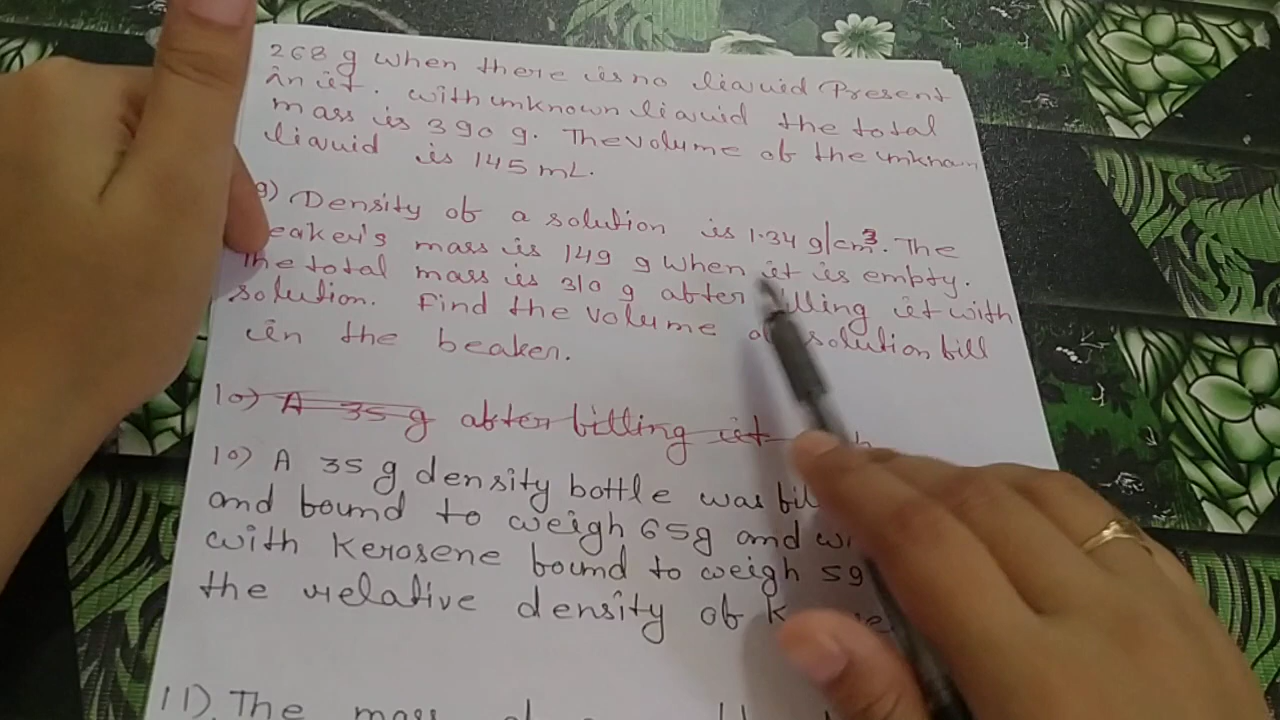 268 g when there is no liquid Present
in it. with unknown liquid the total
mass is 390 g. The volume of the unknown
liquid is 145 mL.
9) Density of a solution is 1.34 g/cm³. The
eaker's mass is 149 g when it is empty.
The total mass is 310 g after filling it with
solution. Find the volume of solution fill
in the beaker.
10) A 35 g after filling it
10) A 35 g density bottle was fil
and found to weigh 65g and
with Kerosene found to weigh
the relative density of
11) The mass